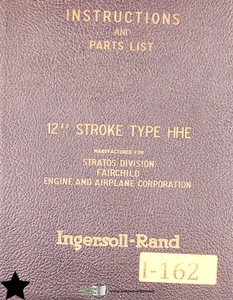 INSTRUCTIONS
AND
PARTS LIST
12" STROKE TYPE HHE
MANUFACTURED FOR
STRATOS DIVISION
FAIRCHILD
ENGINE AND AIRPLANE CORPORATION
Ingersoll-Rand
I-162